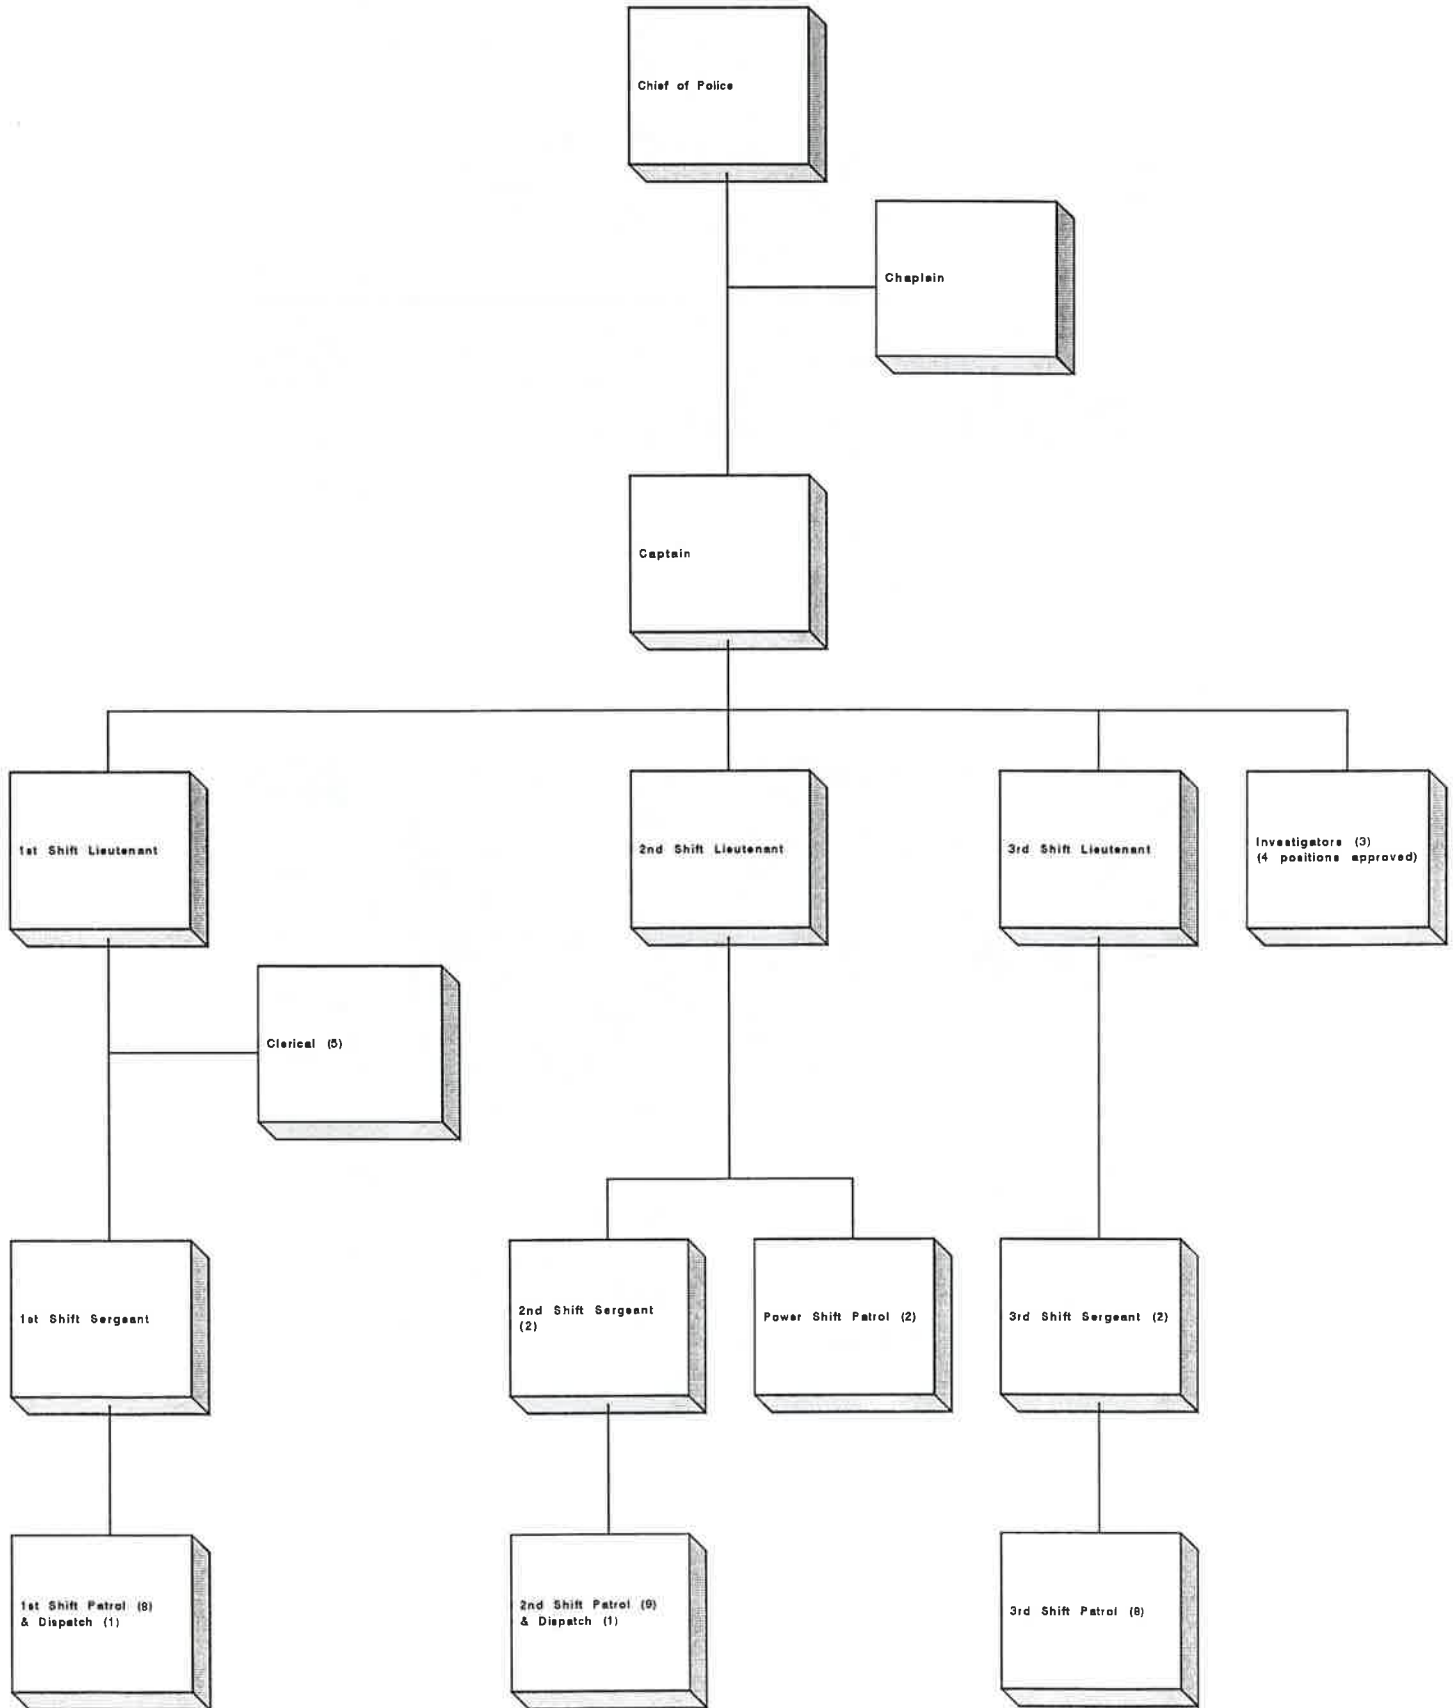 Chief of Police
Chaplain
Captain
1st Shift Lieutenant
2nd Shift Lieutenant
3rd Shift Lieutenant
Investigators (3)
(4 positions approved)
Clerical (5)
1st Shift Sergeant
2nd Shift Sergeant
(2)
Power Shift Patrol (2)
3rd Shift Sergeant (2)
1st Shift Patrol (8)
& Dispatch (1)
2nd Shift Patrol (9)
& Dispatch (1)
3rd Shift Patrol (8)